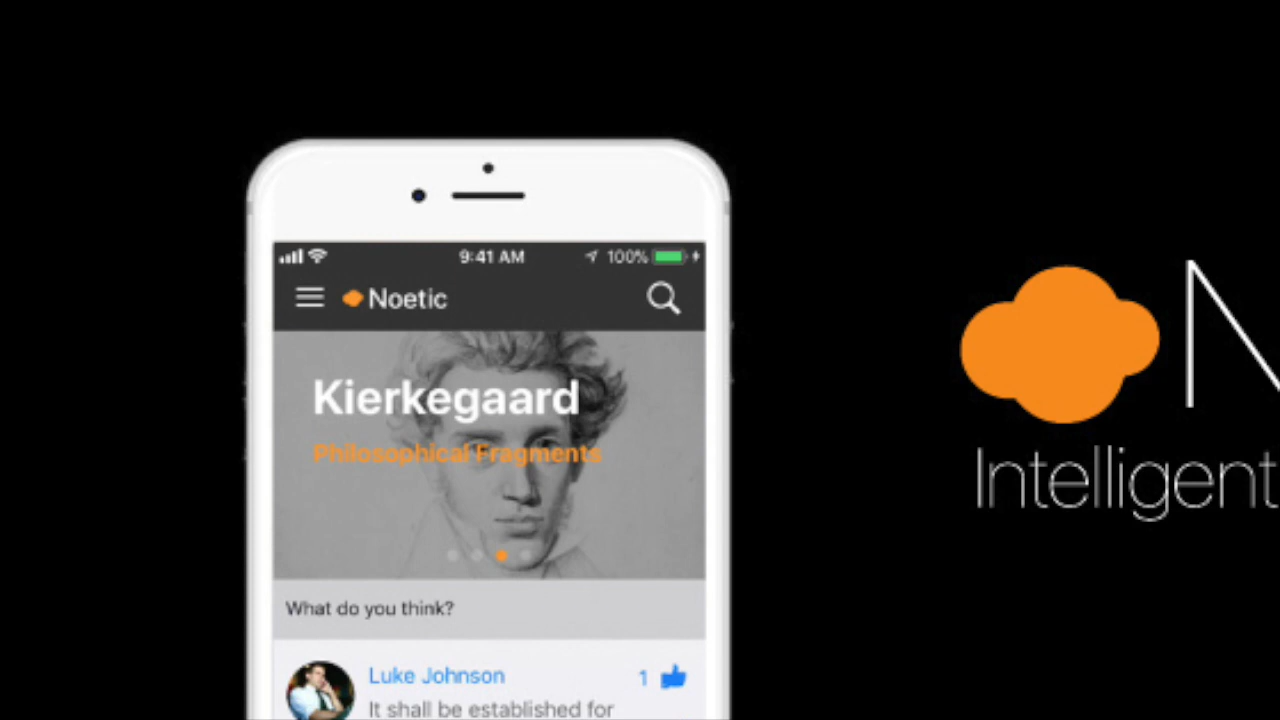 9:41 AM
100%
Noetic
Kierkegaard
Philosophical Fragments
What do you think?
Luke Johnson
1
It shall be established for
N
Intelligent